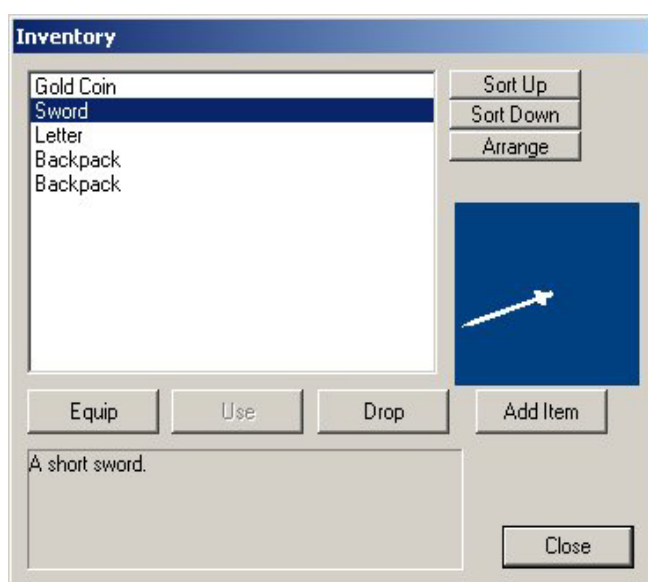 Inventory
Gold Coin
Sword
Letter
Backpack
Backpack
Sort Up
Sort Down
Arrange
Equip
Use
Drop
Add Item
A short sword.
Close